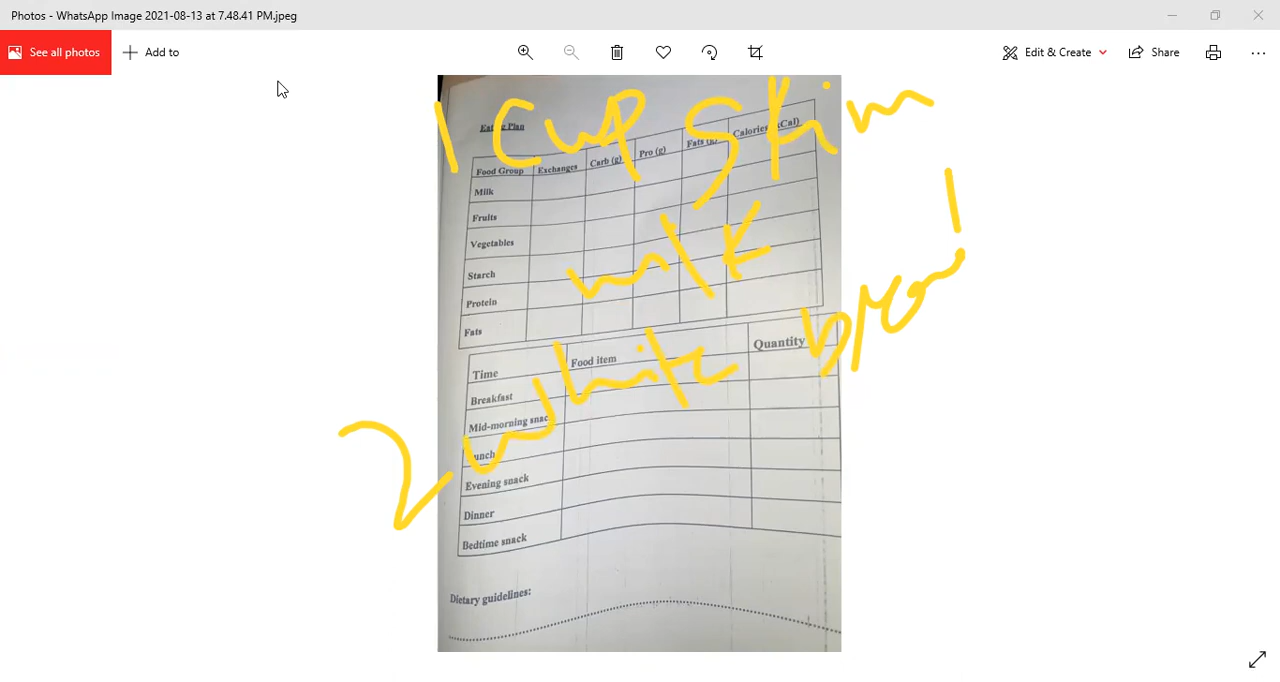 Photos - WhatsApp Image 2021-08-13 at 7.48.41 PM.jpeg
See all photos
Add to
Edit & Create
Share
1 Cup Skim
milk
2 white
Eating Plan
Food Group Exchanges Carb (g) Pro (g) Fats (g) Calories (kCal)
Milk
Fruits
Vegetables
Starch
Protein
Fats
Time Food item Quantity
Breakfast
Mid-morning snack
Lunch
Evening snack
Dinner
Bedtime snack
Dietary guidelines: